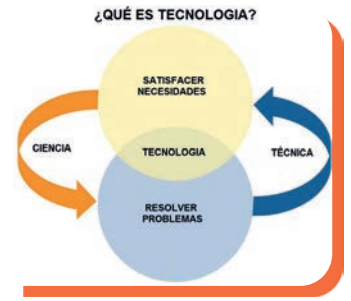 ¿QUÉ ES TECNOLOGIA?
SATISFACER
NECESIDADES
CIENCIA
TECNOLOGIA
TÉCNICA
RESOLVER
PROBLEMAS